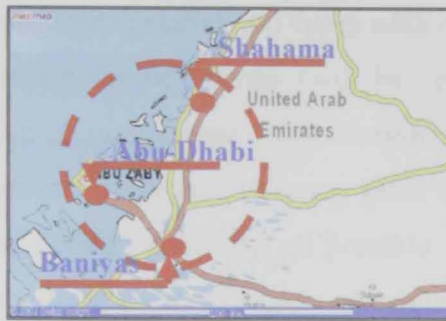 Shahama
United Arab
Emirates
Abu-Dhabi
ABU ZABY
Baniyas